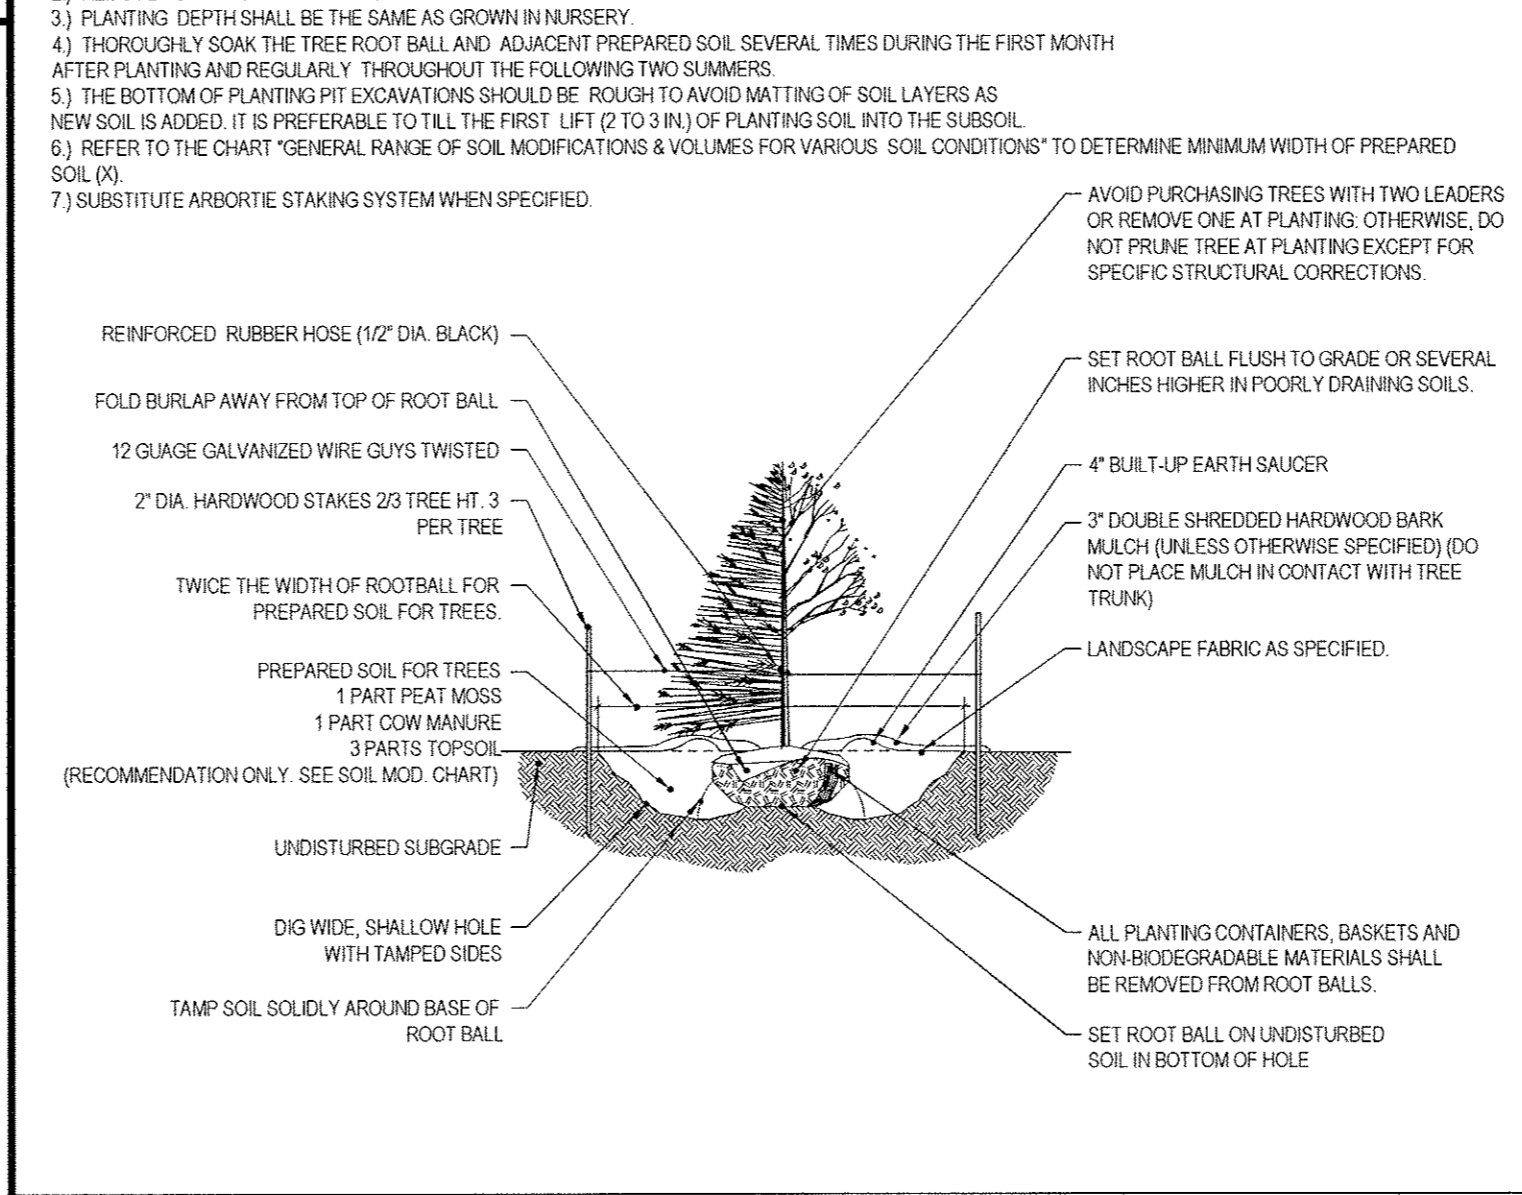 3.) PLANTING DEPTH SHALL BE THE SAME AS GROWN IN NURSERY.
4.) THOROUGHLY SOAK THE TREE ROOT BALL AND ADJACENT PREPARED SOIL SEVERAL TIMES DURING THE FIRST MONTH
AFTER PLANTING AND REGULARLY THROUGHOUT THE FOLLOWING TWO SUMMERS.
5.) THE BOTTOM OF PLANTING PIT EXCAVATIONS SHOULD BE ROUGH TO AVOID MATTING OF SOIL LAYERS AS
NEW SOIL IS ADDED. IT IS PREFERABLE TO TILL THE FIRST LIFT (2 TO 3 IN.) OF PLANTING SOIL INTO THE SUBSOIL.
6.) REFER TO THE CHART "GENERAL RANGE OF SOIL MODIFICATIONS & VOLUMES FOR VARIOUS SOIL CONDITIONS" TO DETERMINE MINIMUM WIDTH OF PREPARED
SOIL (X).
7.) SUBSTITUTE ARBORTIE STAKING SYSTEM WHEN SPECIFIED.
REINFORCED RUBBER HOSE (1/2" DIA. BLACK)
FOLD BURLAP AWAY FROM TOP OF ROOT BALL
12 GUAGE GALVANIZED WIRE GUYS TWISTED
2" DIA. HARDWOOD STAKES 2/3 TREE HT. 3
PER TREE
TWICE THE WIDTH OF ROOTBALL FOR
PREPARED SOIL FOR TREES.
PREPARED SOIL FOR TREES
1 PART PEAT MOSS
1 PART COW MANURE
3 PARTS TOPSOIL
(RECOMMENDATION ONLY. SEE SOIL MOD. CHART)
UNDISTURBED SUBGRADE
DIG WIDE, SHALLOW HOLE
WITH TAMPED SIDES
TAMP SOIL SOLIDLY AROUND BASE OF
ROOT BALL
AVOID PURCHASING TREES WITH TWO LEADERS
OR REMOVE ONE AT PLANTING: OTHERWISE, DO
NOT PRUNE TREE AT PLANTING EXCEPT FOR
SPECIFIC STRUCTURAL CORRECTIONS.
SET ROOT BALL FLUSH TO GRADE OR SEVERAL
INCHES HIGHER IN POORLY DRAINING SOILS.
4" BUILT-UP EARTH SAUCER
3" DOUBLE SHREDDED HARDWOOD BARK
MULCH (UNLESS OTHERWISE SPECIFIED) (DO
NOT PLACE MULCH IN CONTACT WITH TREE
TRUNK)
LANDSCAPE FABRIC AS SPECIFIED.
ALL PLANTING CONTAINERS, BASKETS AND
NON-BIODEGRADABLE MATERIALS SHALL
BE REMOVED FROM ROOT BALLS.
SET ROOT BALL ON UNDISTURBED
SOIL IN BOTTOM OF HOLE